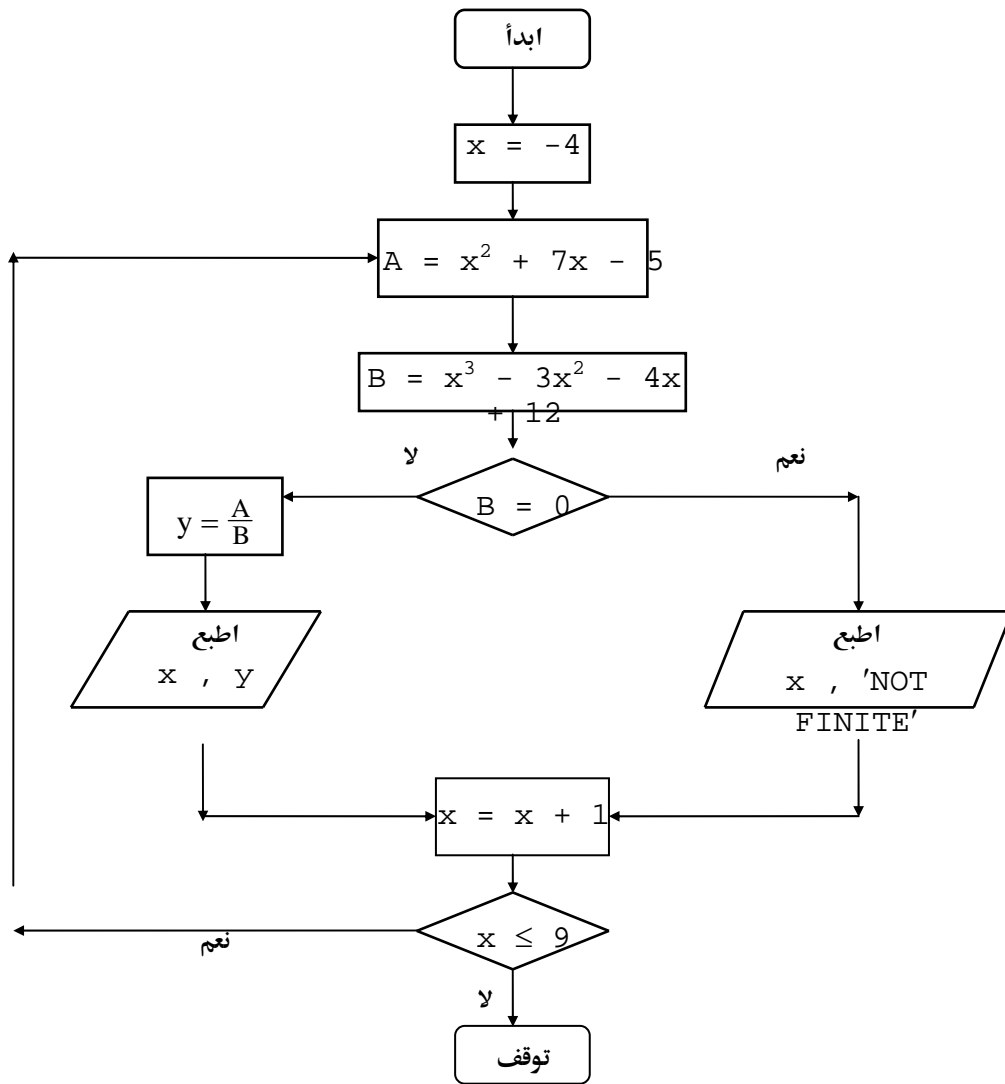 ابدأ
x = -4
A = x² + 7x - 5
B = x³ - 3x² - 4x
+ 12
لا
نعم
B = 0
y = A/B
اطبع
x , y
اطبع
x , 'NOT
FINITE'
x = x + 1
x ≤ 9
نعم
لا
توقف